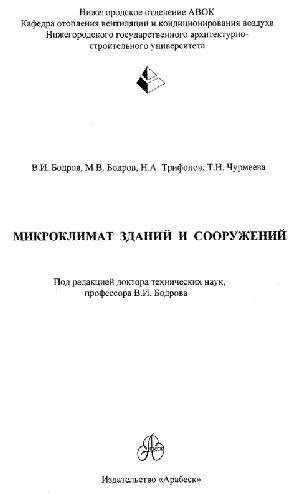 Нижегородское отделение АВОК
Кафедра отопления вентиляции и кондиционирования воздуха
Нижегородского государственного архитектурно-
строительного университета
В.И. Бодров, М.В. Бодров, Н.А. Трифонов, Т.Н. Чурмеева
МИКРОКЛИМАТ ЗДАНИЙ И СООРУЖЕНИЙ
Под редакцией доктора технических наук,
профессора В.И. Бодрова
Издательство «Арабеск»